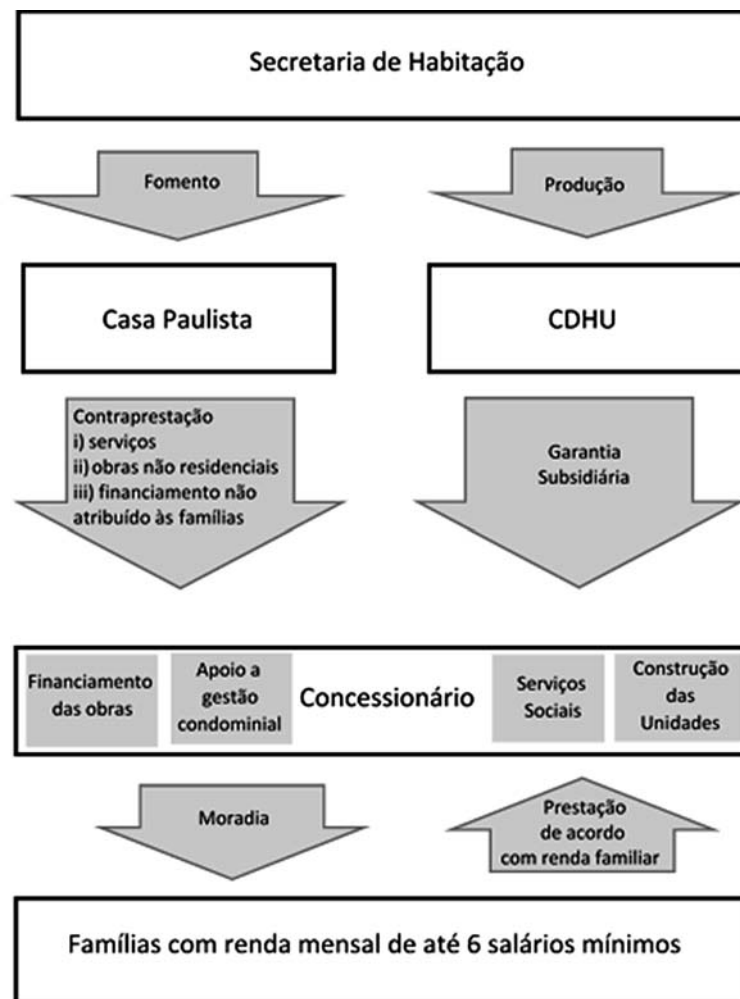 Secretaria de Habitação
Fomento
Produção
Casa Paulista
CDHU
Contraprestação
i) serviços
ii) obras não residenciais
iii) financiamento não
atribuído às famílias
Garantia
Subsidiária
Financiamento
das obras
Apoio a
gestão
condominial
Concessionário
Serviços
Sociais
Construção
das
Unidades
Moradia
Prestação
de acordo
com renda familiar
Famílias com renda mensal de até 6 salários mínimos